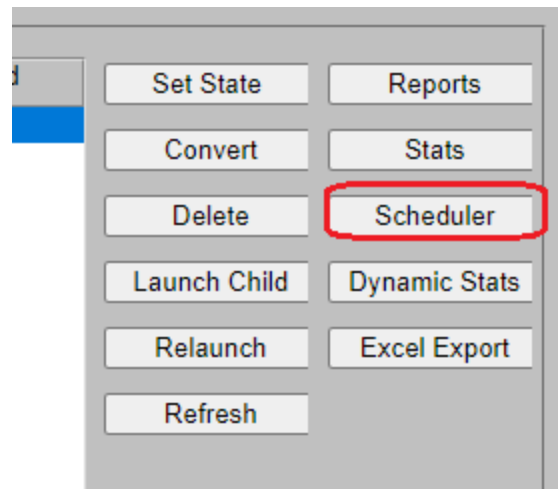 d
Set State Reports
Convert Stats
Delete Scheduler
Launch Child Dynamic Stats
Relaunch Excel Export
Refresh